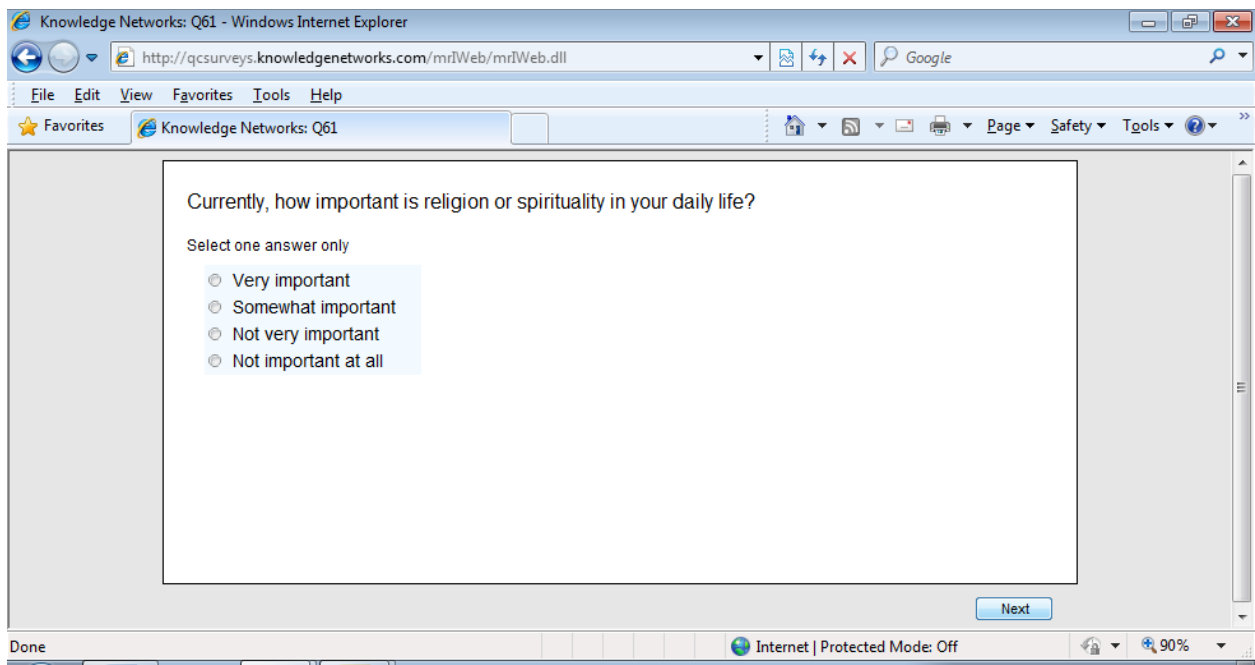 Knowledge Networks: Q61 - Windows Internet Explorer
http://qcsurveys.knowledgenetworks.com/mrIWeb/mrIWeb.dll
Google
File Edit View Favorites Tools Help
Favorites Knowledge Networks: Q61 Page Safety Tools
Currently, how important is religion or spirituality in your daily life?
Select one answer only
Very important
Somewhat important
Not very important
Not important at all
Next
Done Internet | Protected Mode: Off 90%